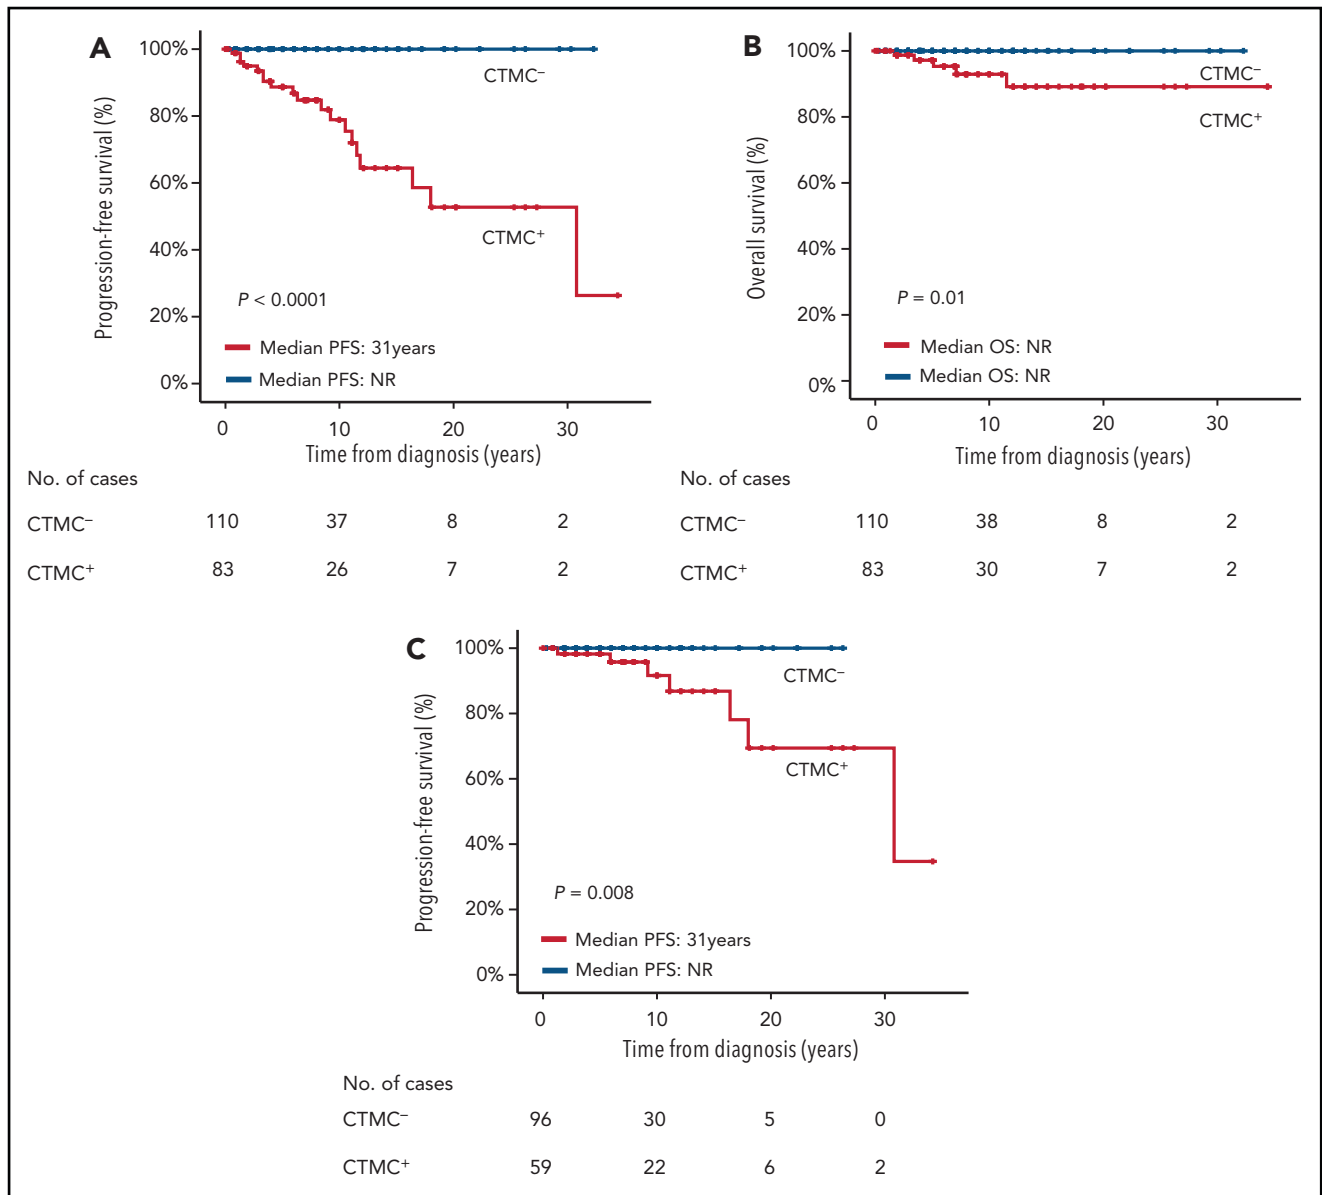 A
100%
80%
60%
40%
20%
0%
Progression-free survival (%)
CTMC⁻
CTMC⁺
P < 0.0001
Median PFS: 31years
Median PFS: NR
0 10 20 30
Time from diagnosis (years)
No. of cases
CTMC⁻ 110 37 8 2
CTMC⁺ 83 26 7 2
B
100%
80%
60%
40%
20%
0%
Overall survival (%)
CTMC⁻
CTMC⁺
P = 0.01
Median OS: NR
Median OS: NR
0 10 20 30
Time from diagnosis (years)
No. of cases
CTMC⁻ 110 38 8 2
CTMC⁺ 83 30 7 2
C
100%
80%
60%
40%
20%
0%
Progression-free survival (%)
CTMC⁻
CTMC⁺
P = 0.008
Median PFS: 31years
Median PFS: NR
0 10 20 30
Time from diagnosis (years)
No. of cases
CTMC⁻ 96 30 5 0
CTMC⁺ 59 22 6 2